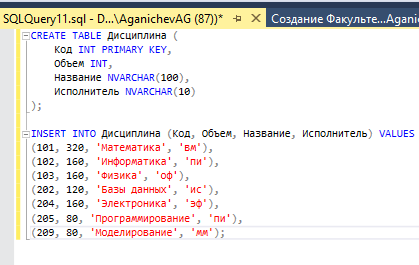 SQLQuery11.sql - D...\AganichevAG (87))* Создание Факульте...Agani
CREATE TABLE Дисциплина (
Код INT PRIMARY KEY,
Объем INT,
Название NVARCHAR(100),
Исполнитель NVARCHAR(10)
);
INSERT INTO Дисциплина (Код, Объем, Название, Исполнитель) VALUES
(101, 320, 'Математика', 'вм'),
(102, 160, 'Информатика', 'пи'),
(103, 160, 'Физика', 'оф'),
(202, 120, 'Базы данных', 'ис'),
(204, 160, 'Электроника', 'эф'),
(205, 80, 'Программирование', 'пи'),
(209, 80, 'Моделирование', 'мм');